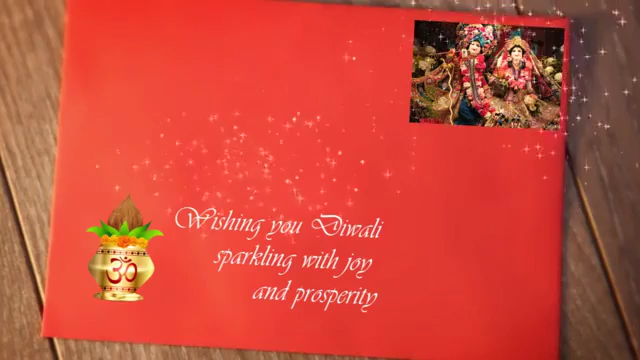 Wishing you Diwali
sparkling with joy
and prosperity
ॐ